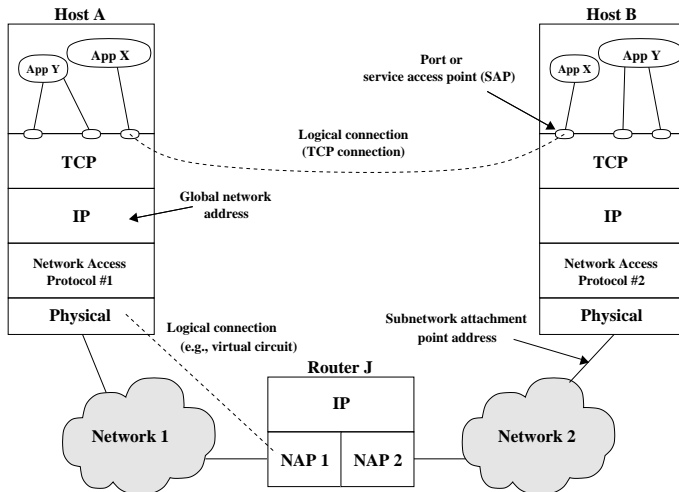 Host A
Host B
App Y
App X
Port or
service access point (SAP)
App X
App Y
Logical connection
(TCP connection)
TCP
TCP
IP
Global network
address
IP
Network Access
Protocol #1
Network Access
Protocol #2
Physical
Physical
Logical connection
(e.g., virtual circuit)
Subnetwork attachment
point address
Router J
IP
Network 1
NAP 1
NAP 2
Network 2